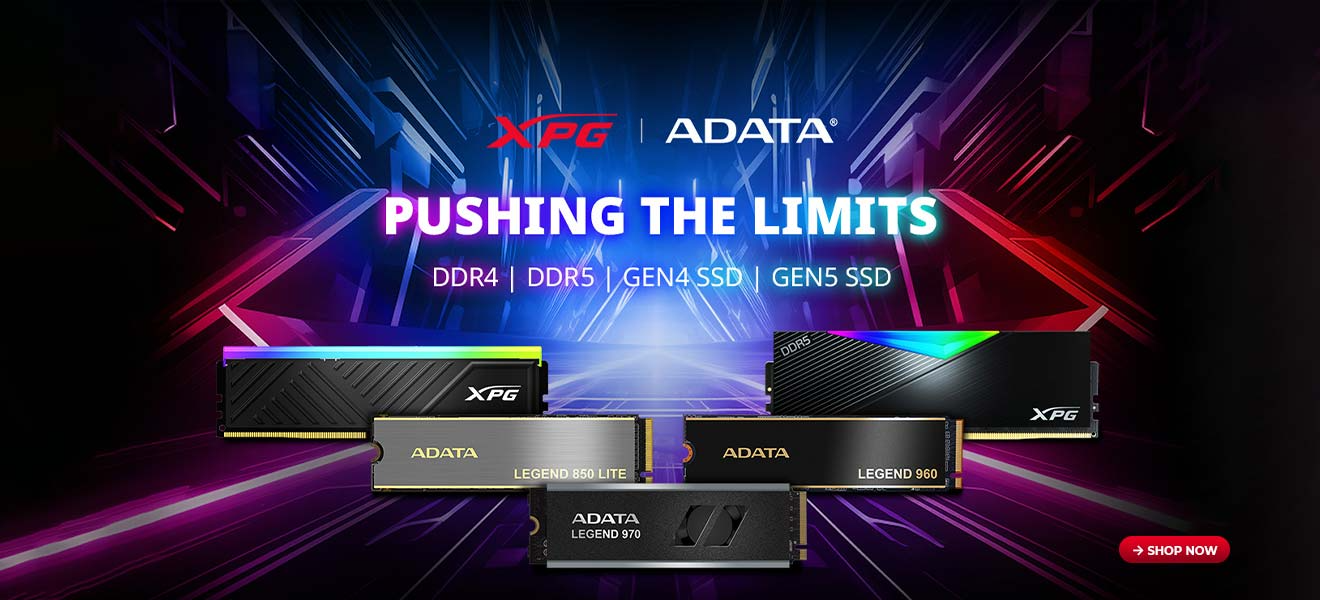 XPG | ADATA®
PUSHING THE LIMITS
DDR4 | DDR5 | GEN4 SSD | GEN5 SSD
XPG
DDR5
XPG
ADATA
LEGEND 850 LITE
ADATA
LEGEND 960
ADATA
LEGEND 970
→ SHOP NOW